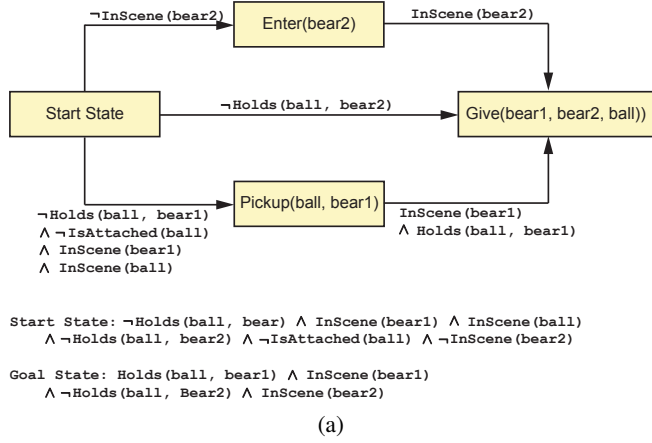 ¬InScene(bear2)
Enter(bear2)
InScene(bear2)
Start State
¬Holds(ball, bear2)
Give(bear1, bear2, ball))
Pickup(ball, bear1)
¬Holds(ball, bear1)
∧ ¬IsAttached(ball)
∧ InScene(bear1)
∧ InScene(ball)
InScene(bear1)
∧ Holds(ball, bear1)
Start State: ¬Holds(ball, bear) ∧ InScene(bear1) ∧ InScene(ball)
∧ ¬Holds(ball, bear2) ∧ ¬IsAttached(ball) ∧ ¬InScene(bear2)
Goal State: Holds(ball, bear1) ∧ InScene(bear1)
∧ ¬Holds(ball, Bear2) ∧ InScene(bear2)
(a)